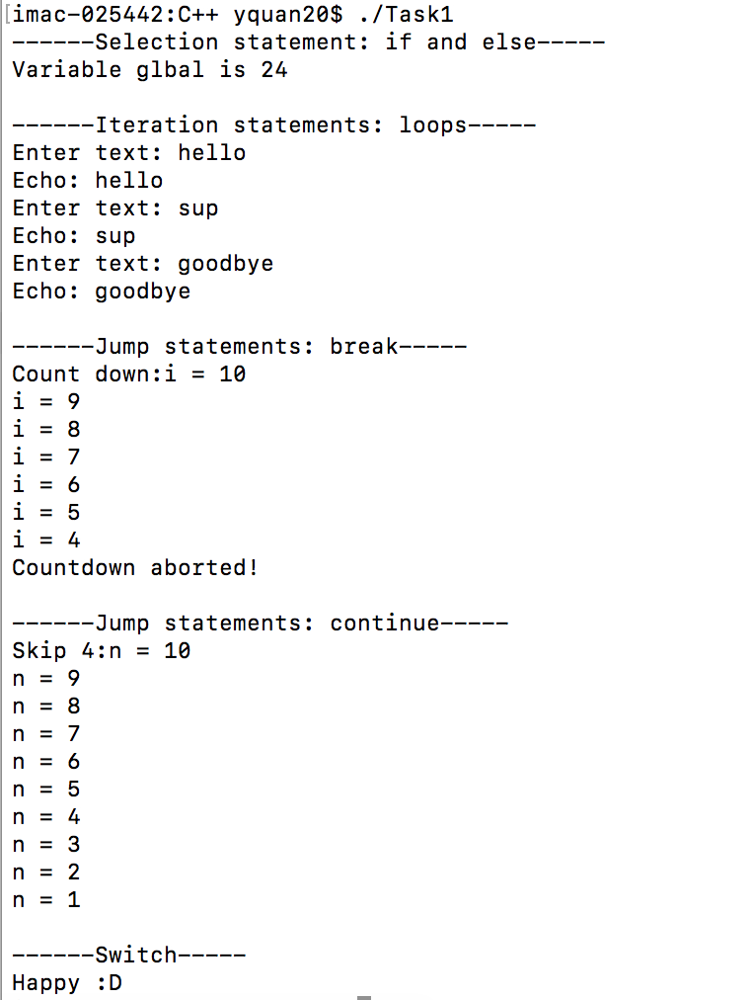 [imac-025442:C++ yquan20$ ./Task1
------Selection statement: if and else-----
Variable glbal is 24
------Iteration statements: loops-----
Enter text: hello
Echo: hello
Enter text: sup
Echo: sup
Enter text: goodbye
Echo: goodbye
------Jump statements: break-----
Count down:i = 10
i = 9
i = 8
i = 7
i = 6
i = 5
i = 4
Countdown aborted!
------Jump statements: continue-----
Skip 4:n = 10
n = 9
n = 8
n = 7
n = 6
n = 5
n = 4
n = 3
n = 2
n = 1
------Switch-----
Happy :D